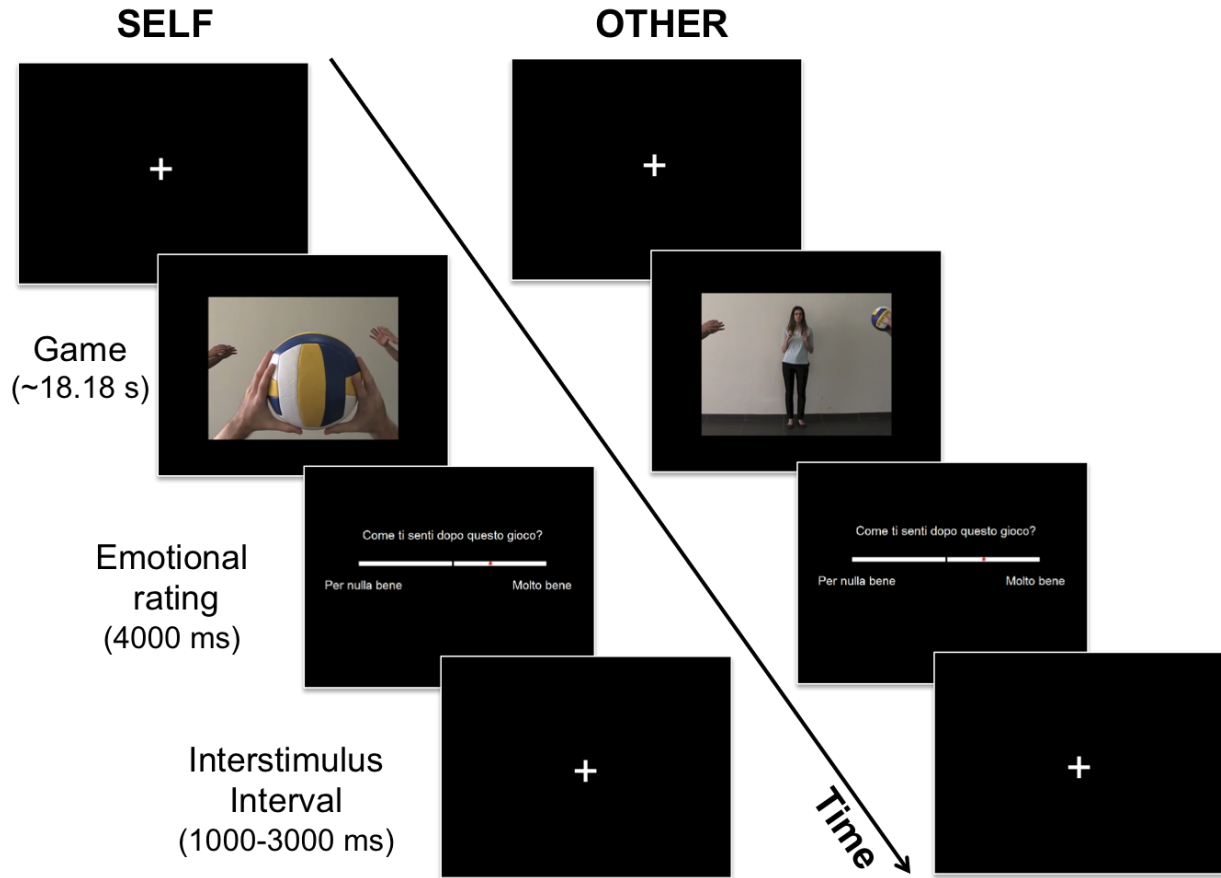 SELF
OTHER
+
+
Game
(~18.18 s)
Emotional
rating
(4000 ms)
Come ti senti dopo questo gioco?
Per nulla bene
Molto bene
Come ti senti dopo questo gioco?
Per nulla bene
Molto bene
Interstimulus
Interval
(1000-3000 ms)
+
+
Time